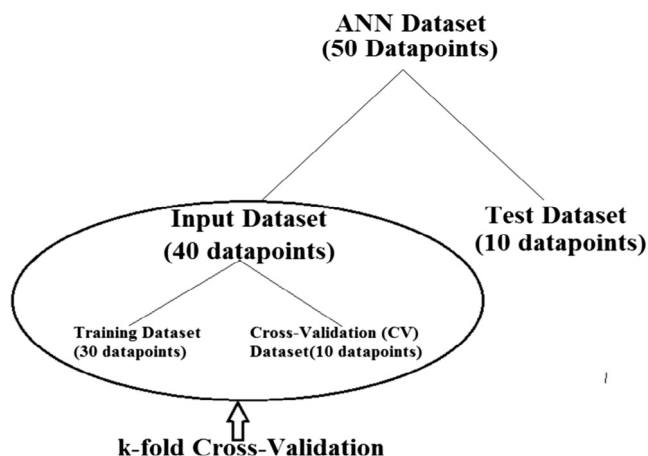 ANN Dataset
(50 Datapoints)
Input Dataset
(40 datapoints)
Test Dataset
(10 datapoints)
Training Dataset
(30 datapoints)
Cross-Validation (CV)
Dataset(10 datapoints)
k-fold Cross-Validation